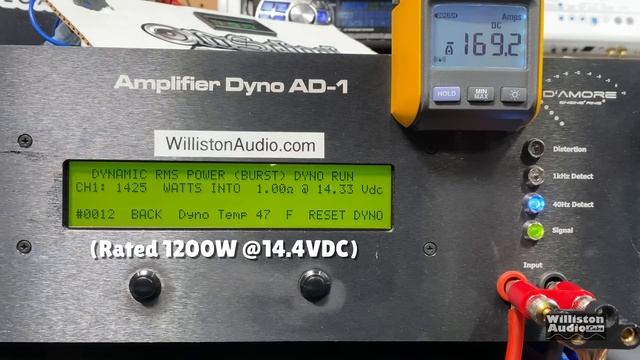 Amps
DC
169.2
HOLD
MIN
MAX
Amplifier Dyno AD-1
D'AMORE
ENGINEERING
WillistonAudio.com
DYNAMIC RMS POWER (BURST) DYNO RUN
CH1: 1425 WATTS INTO 1.00Ω @ 14.33 Vdc
#0012 BACK Dyno Temp 47 F RESET DYNO
(Rated 1200W @14.4VDC)
Distortion
1kHz Detect
40Hz Detect
Signal
Input
Williston
Audio Labs